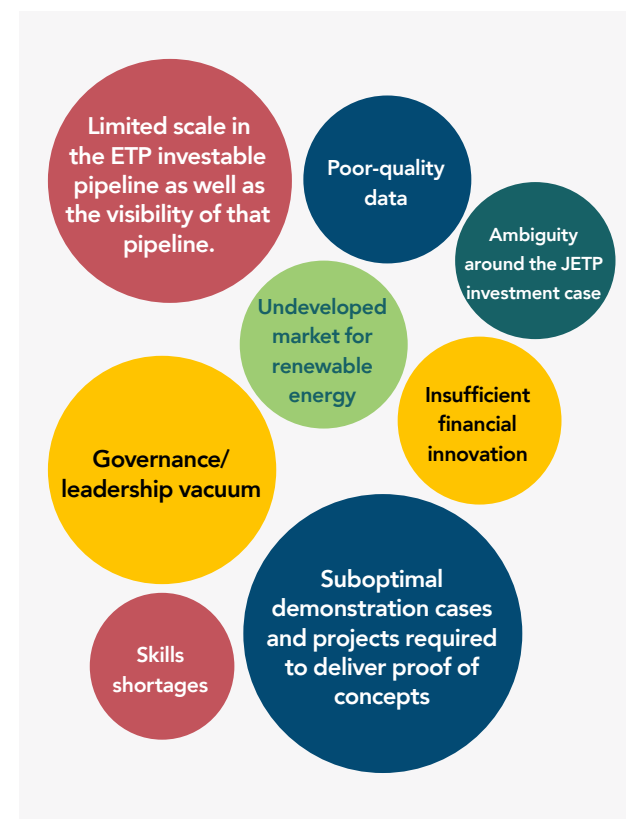 Limited scale in
the ETP investable
pipeline as well as
the visibility of that
pipeline.
Poor-quality
data
Ambiguity
around the JETP
investment case
Undeveloped
market for
renewable
energy
Insufficient
financial
innovation
Governance/
leadership vacuum
Suboptimal
demonstration cases
and projects required
to deliver proof of
concepts
Skills
shortages